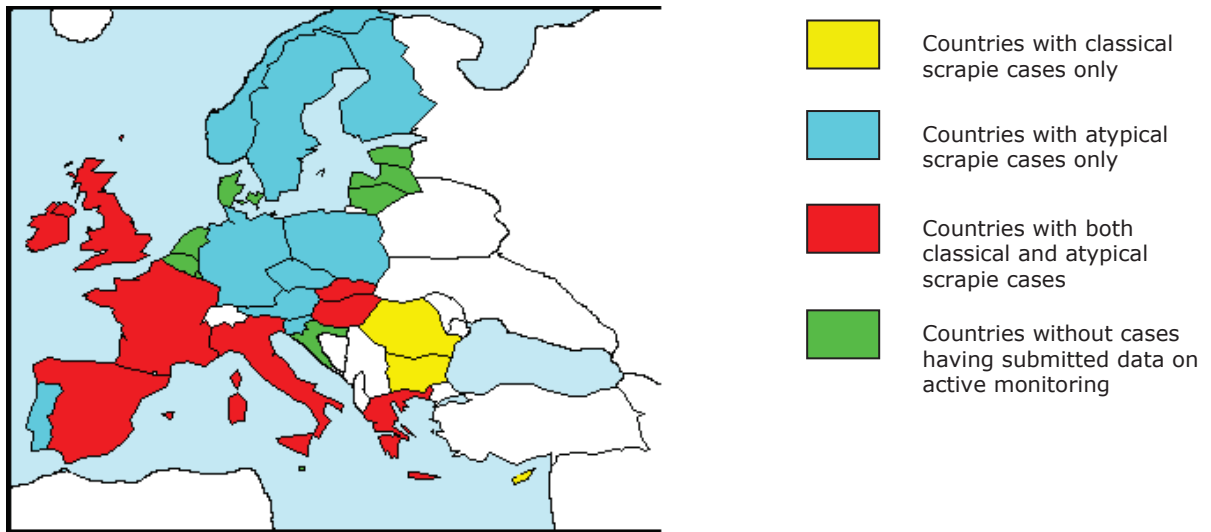 Countries with classical
scrapie cases only
Countries with atypical
scrapie cases only
Countries with both
classical and atypical
scrapie cases
Countries without cases
having submitted data on
active monitoring